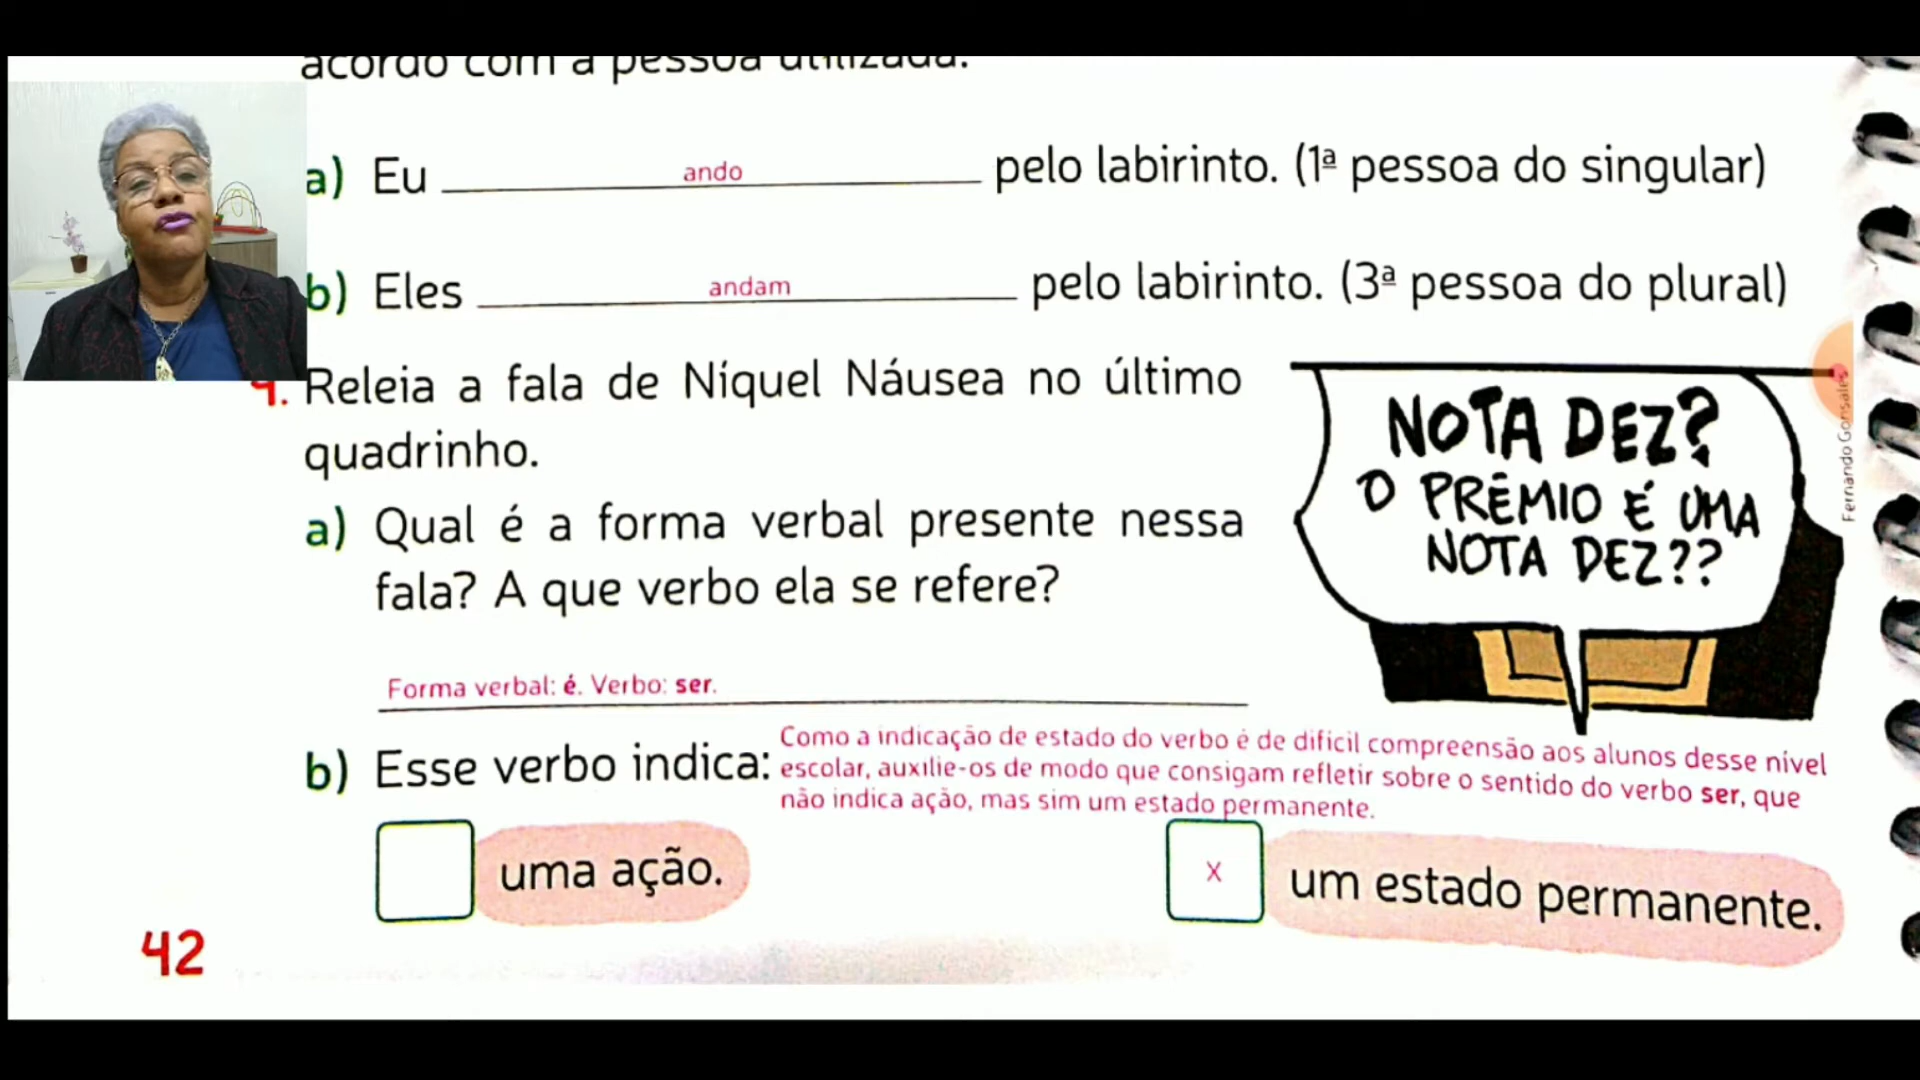 acordo com a pessoa utilizada.
a) Eu ando pelo labirinto. (1ª pessoa do singular)
b) Eles andam pelo labirinto. (3ª pessoa do plural)
Releia a fala de Níquel Náusea no último
quadrinho.
a) Qual é a forma verbal presente nessa
fala? A que verbo ela se refere?
Forma verbal: é. Verbo: ser.
NOTA DEZ?
O PRÊMIO É UMA
NOTA DEZ??
Fernando Gonsales
b) Esse verbo indica:
Como a indicação de estado do verbo é de difícil compreensão aos alunos desse nível
escolar, auxilie-os de modo que consigam refletir sobre o sentido do verbo ser, que
não indica ação, mas sim um estado permanente.
uma ação.
x um estado permanente.
42